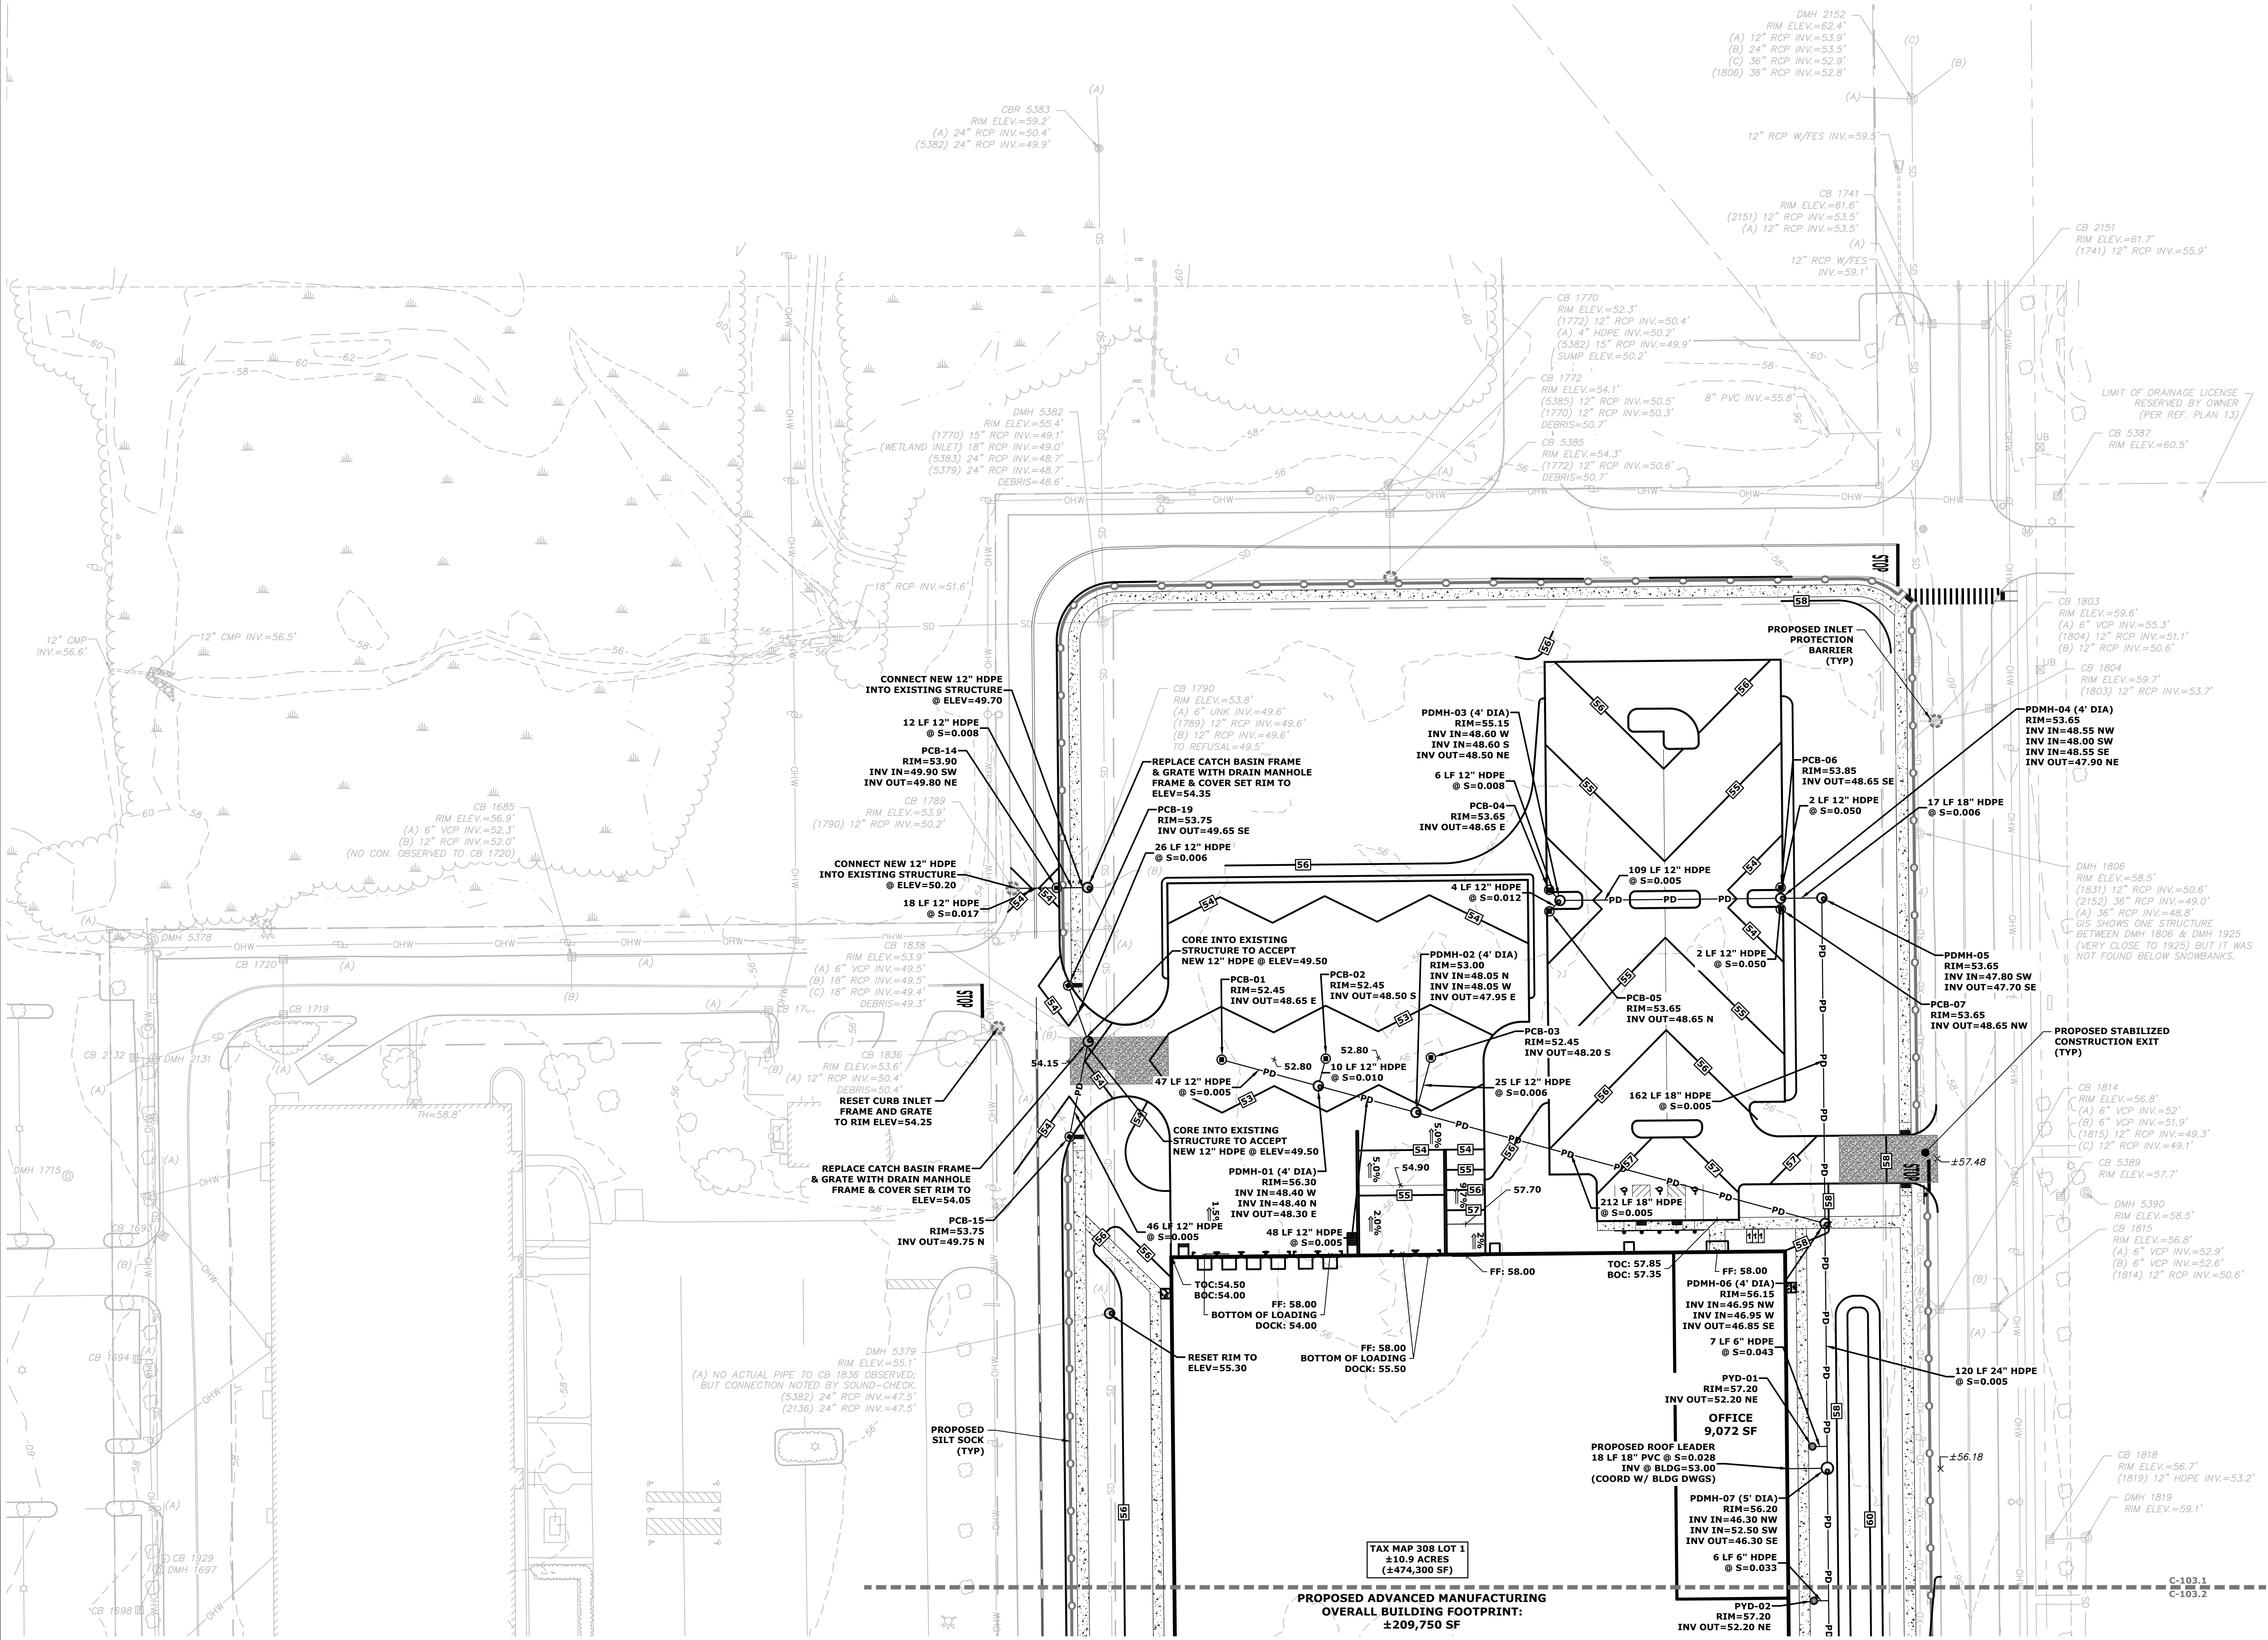 DMH 2152
RIM ELEV.=62.4'
(A) 12" RCP INV.=53.9'
(B) 24" RCP INV.=53.5'
(C) 36" RCP INV.=52.9'
(1806) 36" RCP INV.=52.8'
(C)
(B)
(A)
(A)
CBR 5383
RIM ELEV.=59.2'
(A) 24" RCP INV.=50.4'
(5382) 24" RCP INV.=49.9'
12" RCP W/FES INV.=59.5'
CB 1741
RIM ELEV.=61.6'
(2151) 12" RCP INV.=53.5'
(A) 12" RCP INV.=53.5'
(A)
12" RCP W/FES
INV.=59.1'
CB 2151
RIM ELEV.=61.7'
(1741) 12" RCP INV.=55.9'
CB 1770
RIM ELEV.=52.3'
(1772) 12" RCP INV.=50.4'
(A) 4" HDPE INV.=50.2'
(5382) 15" RCP INV.=49.9'
SUMP ELEV.=50.2'
CB 1772
RIM ELEV.=54.1'
(5385) 12" RCP INV.=50.5'
(1770) 12" RCP INV.=50.3'
DEBRIS=50.7'
CB 5385
RIM ELEV.=54.3'
(1772) 12" RCP INV.=50.6'
DEBRIS=50.7'
8" PVC INV.=55.8'
LIMIT OF DRAINAGE LICENSE
RESERVED BY OWNER
(PER REF. PLAN 13)
CB 5387
RIM ELEV.=60.5'
DMH 5382
RIM ELEV.=55.4'
(1770) 15" RCP INV.=49.1'
(WETLAND INLET) 18" RCP INV.=49.0'
(5383) 24" RCP INV.=48.7'
(5379) 24" RCP INV.=48.7'
DEBRIS=48.6'
18" RCP INV.=51.6'
12" CMP
INV.=56.6'
12" CMP INV.=56.5'
STOP
CB 1803
RIM ELEV.=59.6'
(A) 6" VCP INV.=55.3'
(1804) 12" RCP INV.=51.1'
(B) 12" RCP INV.=50.6'
CB 1804
RIM ELEV.=59.7'
(1803) 12" RCP INV.=53.7'
PROPOSED INLET
PROTECTION
BARRIER
(TYP)
CONNECT NEW 12" HDPE
INTO EXISTING STRUCTURE
@ ELEV=49.70
12 LF 12" HDPE
@ S=0.008
PCB-14
RIM=53.90
INV IN=49.90 SW
INV OUT=49.80 NE
CB 1790
RIM ELEV.=53.8'
(A) 6" UNK INV.=49.6'
(1789) 12" RCP INV.=49.6'
(B) 12" RCP INV.=49.6'
TO REFUSAL=49.5'
REPLACE CATCH BASIN FRAME
& GRATE WITH DRAIN MANHOLE
FRAME & COVER SET RIM TO
ELEV=54.35
PCB-19
RIM=53.75
INV OUT=49.65 SE
26 LF 12" HDPE
@ S=0.006
PDMH-03 (4' DIA)
RIM=55.15
INV IN=48.60 W
INV IN=48.60 S
INV OUT=48.50 NE
6 LF 12" HDPE
@ S=0.008
PCB-04
RIM=53.65
INV OUT=48.65 E
4 LF 12" HDPE
@ S=0.012
109 LF 12" HDPE
@ S=0.005
PDMH-04 (4' DIA)
RIM=53.65
INV IN=48.55 NW
INV IN=48.00 SW
INV IN=48.55 SE
INV OUT=47.90 NE
PCB-06
RIM=53.85
INV OUT=48.65 SE
2 LF 12" HDPE
@ S=0.050
17 LF 18" HDPE
@ S=0.006
CB 1685
RIM ELEV.=56.9'
(A) 6" VCP INV.=52.3'
(B) 12" RCP INV.=52.0'
(NO CON. OBSERVED TO CB 1720)
CB 1789
RIM ELEV.=53.9'
(1790) 12" RCP INV.=50.2'
CONNECT NEW 12" HDPE
INTO EXISTING STRUCTURE
@ ELEV=50.20
18 LF 12" HDPE
@ S=0.017
DMH 1806
RIM ELEV.=58.5'
(1831) 12" RCP INV.=50.6'
(2152) 36" RCP INV.=49.0'
(A) 36" RCP INV.=48.8'
GIS SHOWS ONE STRUCTURE
BETWEEN DMH 1806 & DMH 1925
(VERY CLOSE TO 1925) BUT IT WAS
NOT FOUND BELOW SNOWBANKS.
DMH 5378
CB 1720
CB 1838
RIM ELEV.=53.9'
(A) 6" VCP INV.=49.5'
(B) 18" RCP INV.=49.5'
(C) 18" RCP INV.=49.4'
DEBRIS=49.3'
CORE INTO EXISTING
STRUCTURE TO ACCEPT
NEW 12" HDPE @ ELEV=49.50
PCB-01
RIM=52.45
INV OUT=48.65 E
PCB-02
RIM=52.45
INV OUT=48.50 S
PDMH-02 (4' DIA)
RIM=53.00
INV IN=48.05 N
INV IN=48.05 W
INV OUT=47.95 E
PCB-03
RIM=52.45
INV OUT=48.20 S
2 LF 12" HDPE
@ S=0.050
PCB-05
RIM=53.65
INV OUT=48.65 N
PDMH-05
RIM=53.65
INV IN=47.80 SW
INV OUT=47.70 SE
PCB-07
RIM=53.65
INV OUT=48.65 NW
PROPOSED STABILIZED
CONSTRUCTION EXIT
(TYP)
STOP
CB 1719
CB 2132
DMH 2131
CB 1836
RIM ELEV.=53.6'
(A) 12" RCP INV.=50.4'
DEBRIS=50.4'
54.15
52.80
52.80
RESET CURB INLET
FRAME AND GRATE
TO RIM ELEV=54.25
47 LF 12" HDPE
@ S=0.005
10 LF 12" HDPE
@ S=0.010
25 LF 12" HDPE
@ S=0.006
162 LF 18" HDPE
@ S=0.005
CB 1814
RIM ELEV.=56.8'
(A) 6" VCP INV.=52'
(B) 6" VCP INV.=51.9'
(1815) 12" RCP INV.=49.3'
(C) 12" RCP INV.=49.1'
TH=58.8'
CORE INTO EXISTING
STRUCTURE TO ACCEPT
NEW 12" HDPE @ ELEV=49.50
REPLACE CATCH BASIN FRAME
& GRATE WITH DRAIN MANHOLE
FRAME & COVER SET RIM TO
ELEV=54.05
PDMH-01 (4' DIA)
RIM=56.30
INV IN=48.40 W
INV IN=48.40 N
INV OUT=48.30 E
5.0%
5.0%
54.90
2.0%
1.5%
57.70
±57.48
STOP
DMH 1715
CB 5389
RIM ELEV.=57.7'
DMH 5390
RIM ELEV.=58.5'
CB 1815
RIM ELEV.=56.8'
(A) 6" VCP INV.=52.9'
(B) 6" VCP INV.=52.6'
(1814) 12" RCP INV.=50.6'
CB 1693
PCB-15
RIM=53.75
INV OUT=49.75 N
46 LF 12" HDPE
@ S=0.005
48 LF 12" HDPE
@ S=0.005
212 LF 18" HDPE
@ S=0.005
TOC:54.50
BOC:54.00
FF: 58.00
BOTTOM OF LOADING
DOCK: 54.00
FF: 58.00
TOC: 57.85
BOC: 57.35
FF: 58.00
PDMH-06 (4' DIA)
RIM=56.15
INV IN=46.95 NW
INV IN=46.95 W
INV OUT=46.85 SE
7 LF 6" HDPE
@ S=0.043
FF: 58.00
BOTTOM OF LOADING
DOCK: 55.50
RESET RIM TO
ELEV=55.30
CB 1694
DMH 5379
RIM ELEV.=55.1'
(A) NO ACTUAL PIPE TO CB 1836 OBSERVED;
BUT CONNECTION NOTED BY SOUND-CHECK.
(5382) 24" RCP INV.=47.5'
(2136) 24" RCP INV.=47.5'
120 LF 24" HDPE
@ S=0.005
PYD-01
RIM=57.20
INV OUT=52.20 NE
OFFICE
9,072 SF
PROPOSED
SILT SOCK
(TYP)
PROPOSED ROOF LEADER
18 LF 18" PVC @ S=0.028
INV @ BLDG=53.00
(COORD W/ BLDG DWGS)
±56.18
CB 1818
RIM ELEV.=56.7'
(1819) 12" HDPE INV.=53.2'
DMH 1819
RIM ELEV.=59.1'
PDMH-07 (5' DIA)
RIM=56.20
INV IN=46.30 NW
INV IN=52.50 SW
INV OUT=46.30 SE
6 LF 6" HDPE
@ S=0.033
TAX MAP 308 LOT 1
±10.9 ACRES
(±474,300 SF)
CB 1929
DMH 1697
CB 1698
C-103.1
C-103.2
PROPOSED ADVANCED MANUFACTURING
OVERALL BUILDING FOOTPRINT:
±209,750 SF
PYD-02
RIM=57.20
INV OUT=52.20 NE